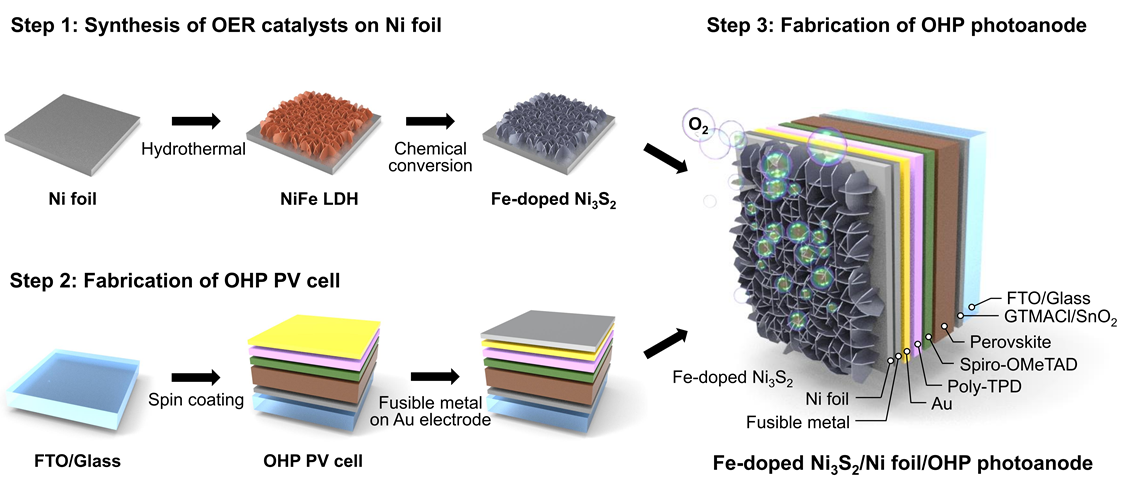 Step 1: Synthesis of OER catalysts on Ni foil
Ni foil
Hydrothermal
NiFe LDH
Chemical
conversion
Fe-doped Ni₃S₂
Step 2: Fabrication of OHP PV cell
FTO/Glass
Spin coating
OHP PV cell
Fusible metal
on Au electrode
Step 3: Fabrication of OHP photoanode
O₂
FTO/Glass
GTMACl/SnO₂
Perovskite
Spiro-OMeTAD
Poly-TPD
Au
Fe-doped Ni₃S₂
Ni foil
Fusible metal
Fe-doped Ni₃S₂/Ni foil/OHP photoanode